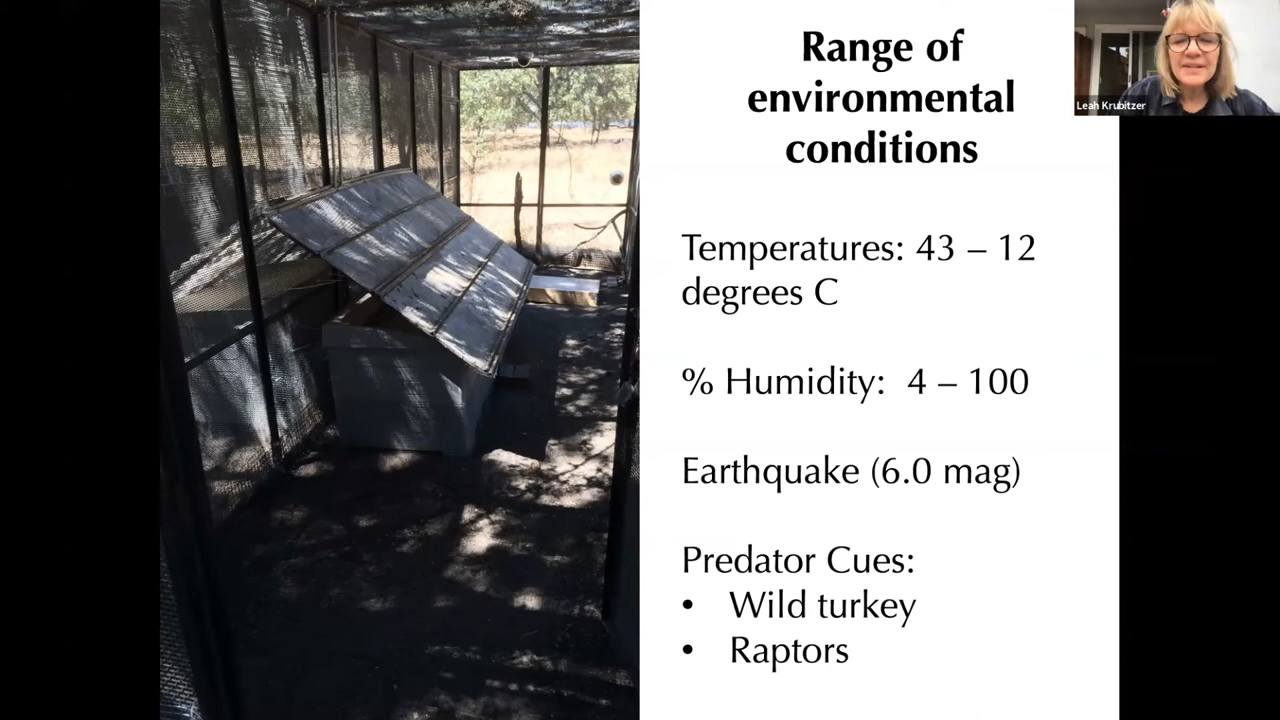 Range of
environmental
conditions
Leah Krubitzer
Temperatures: 43 – 12
degrees C
% Humidity: 4 – 100
Earthquake (6.0 mag)
Predator Cues:
• Wild turkey
• Raptors